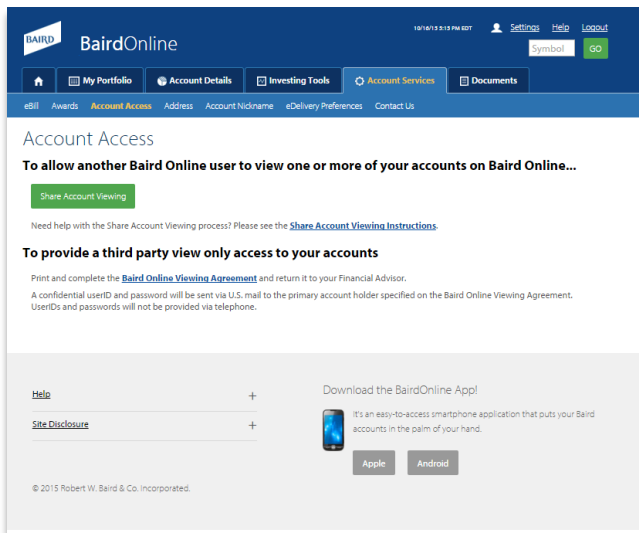 10/16/15 5:15 PM EDT Settings Help Logout
BAIRD BairdOnline
Symbol GO
My Portfolio Account Details Investing Tools Account Services Documents
eBill Awards Account Access Address Account Nickname eDelivery Preferences Contact Us
Account Access
To allow another Baird Online user to view one or more of your accounts on Baird Online...
Share Account Viewing
Need help with the Share Account Viewing process? Please see the Share Account Viewing Instructions.
To provide a third party view only access to your accounts
Print and complete the Baird Online Viewing Agreement and return it to your Financial Advisor.
A confidential userID and password will be sent via U.S. mail to the primary account holder specified on the Baird Online Viewing Agreement.
UserIDs and passwords will not be provided via telephone.
Help +
Site Disclosure +
Download the BairdOnline App!
It's an easy-to-access smartphone application that puts your Baird
accounts in the palm of your hand.
Apple Android
© 2015 Robert W. Baird & Co. Incorporated.